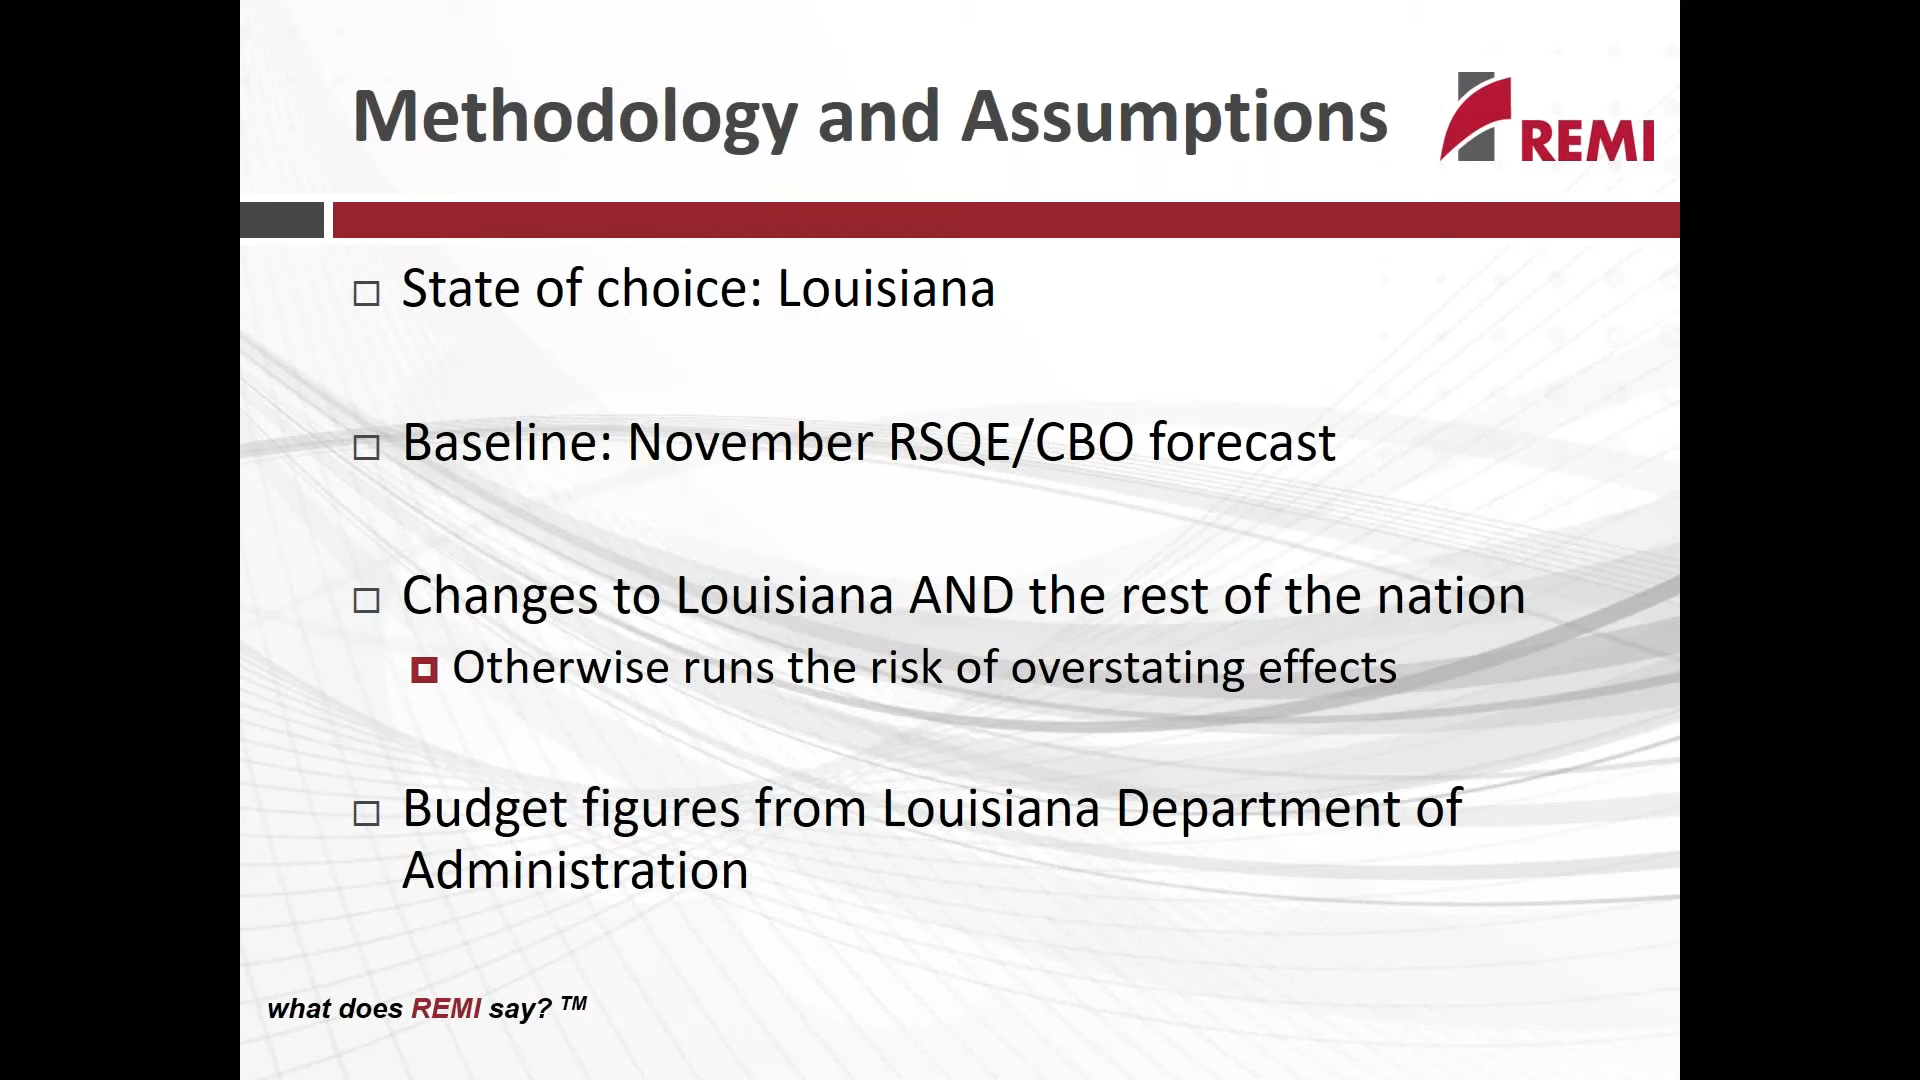 Methodology and Assumptions
REMI
State of choice: Louisiana
Baseline: November RSQE/CBO forecast
Changes to Louisiana AND the rest of the nation
Otherwise runs the risk of overstating effects
Budget figures from Louisiana Department of
Administration
what does REMI say? TM